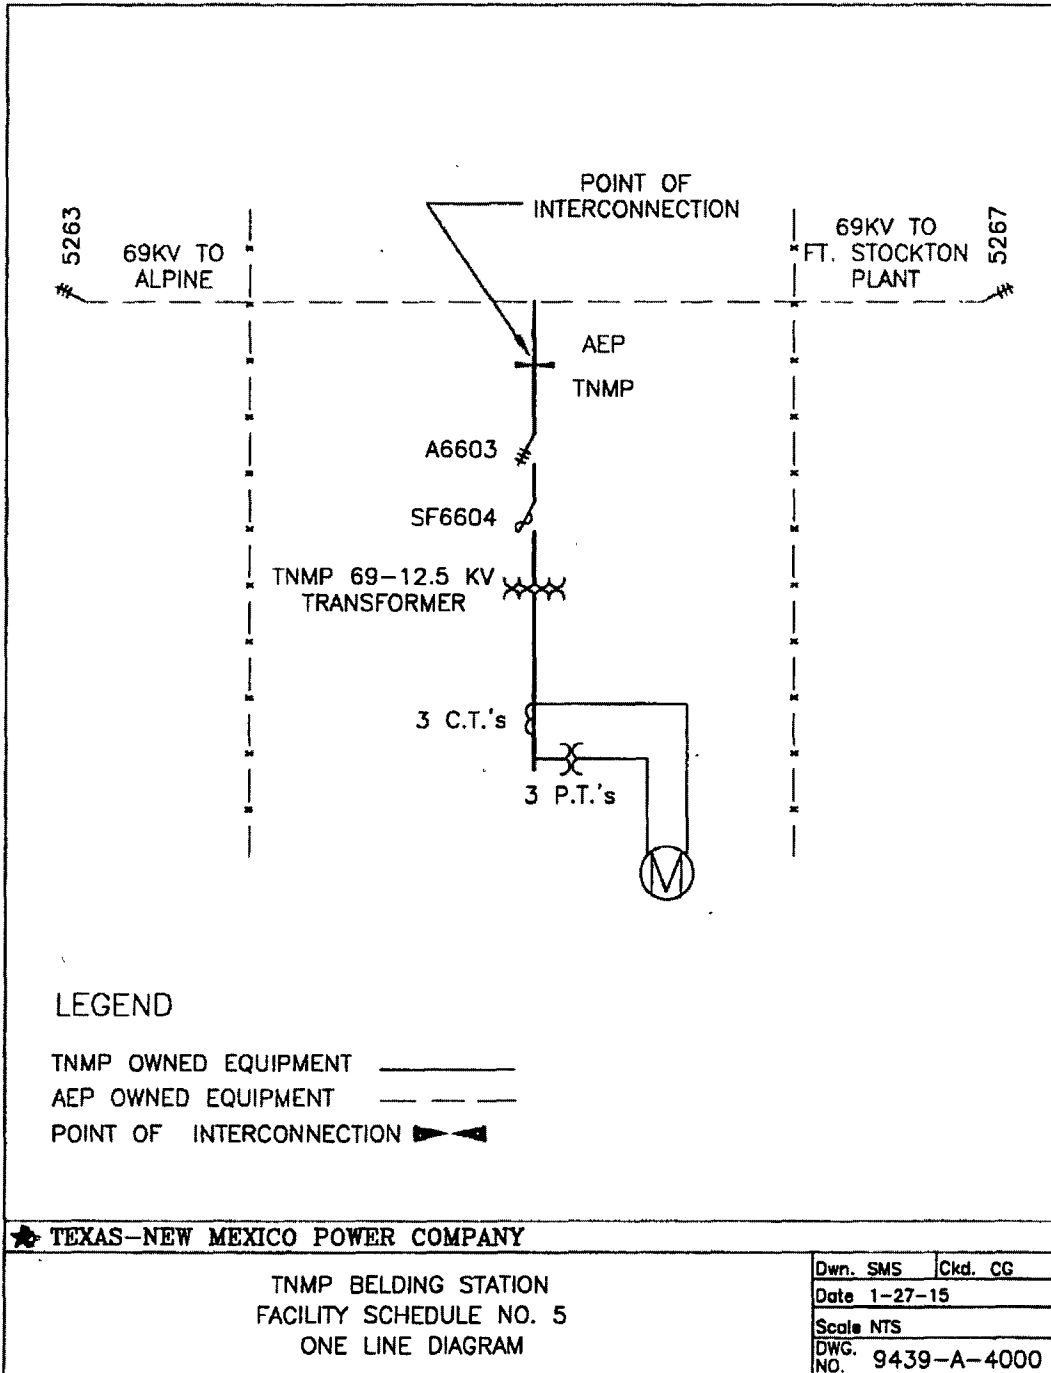 POINT OF
INTERCONNECTION
5263
69KV TO
ALPINE
69KV TO
FT. STOCKTON
PLANT
5267
AEP
TNMP
A6603
SF6604
TNMP 69-12.5 KV
TRANSFORMER
3 C.T.'s
3 P.T.'s
M
LEGEND
TNMP OWNED EQUIPMENT
AEP OWNED EQUIPMENT
POINT OF INTERCONNECTION
TEXAS-NEW MEXICO POWER COMPANY
TNMP BELDING STATION
FACILITY SCHEDULE NO. 5
ONE LINE DIAGRAM
Dwn. SMS Ckd. CG
Date 1-27-15
Scale NTS
DWG.
NO. 9439-A-4000